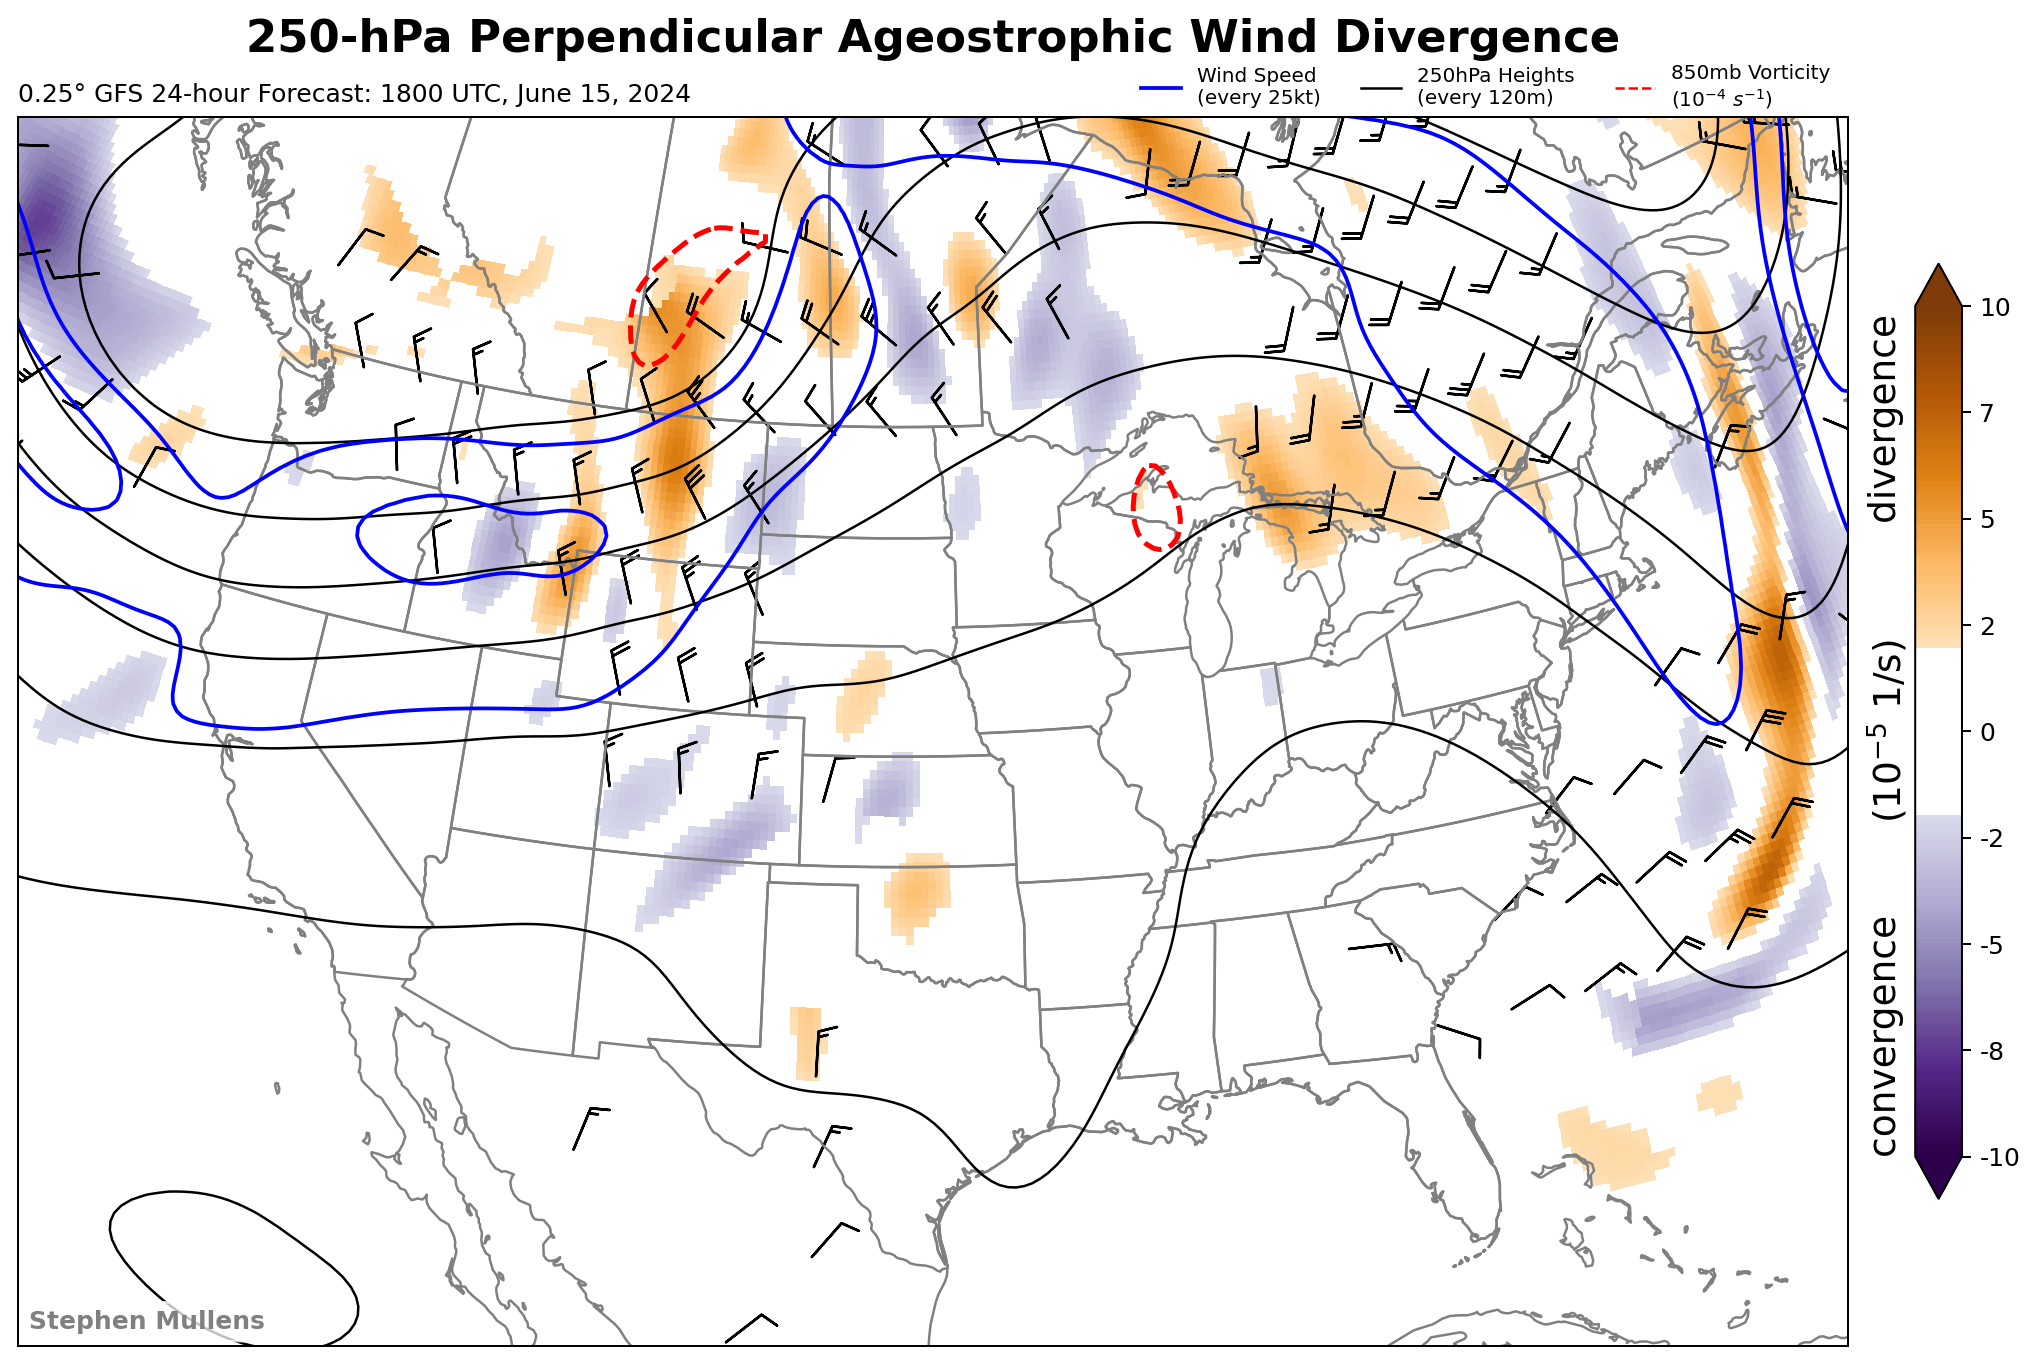 250-hPa Perpendicular Ageostrophic Wind Divergence
0.25° GFS 24-hour Forecast: 1800 UTC, June 15, 2024
Wind Speed
(every 25kt)
250hPa Heights
(every 120m)
850mb Vorticity
(10⁻⁴ s⁻¹)
10
7
5
2
0
-2
-5
-8
-10
convergence (10⁻⁵ 1/s) divergence
Stephen Mullens